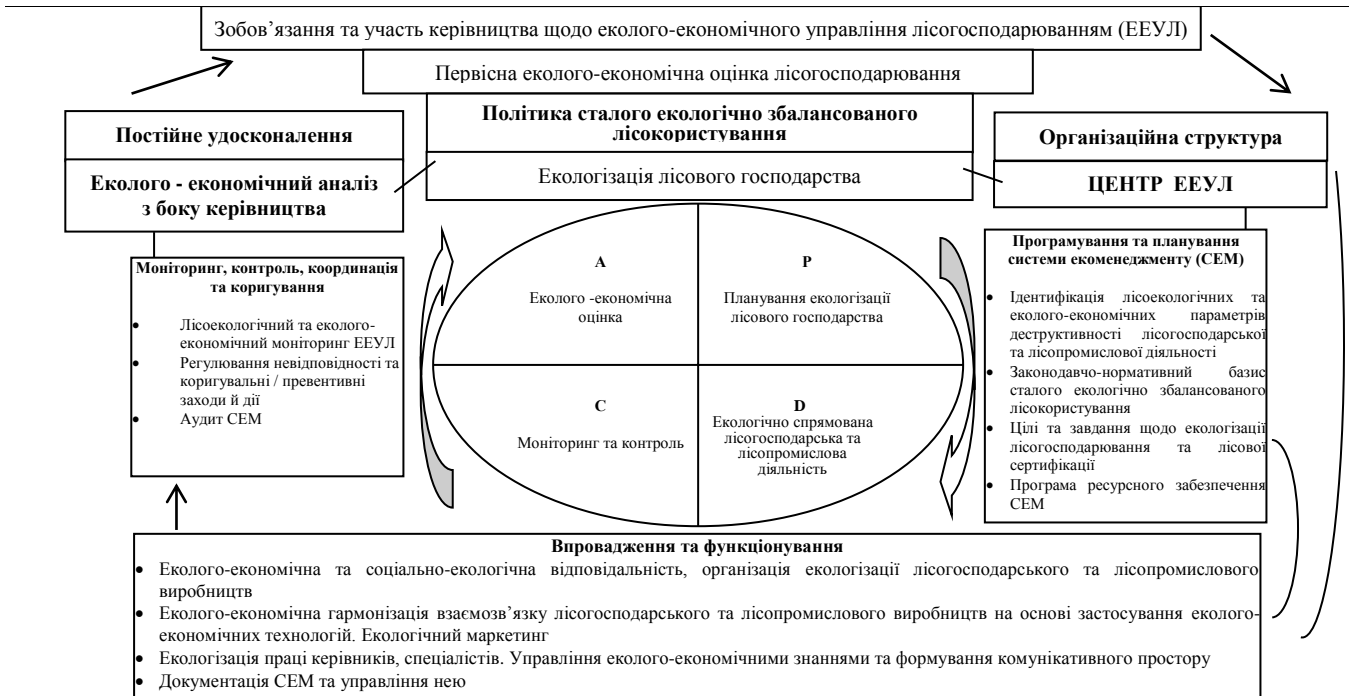 Зобов’язання та участь керівництва щодо еколого-економічного управління лісогосподарюванням (ЕЕУЛ)
Первісна еколого-економічна оцінка лісогосподарювання
Політика сталого екологічно збалансованого
лісокористування
Екологізація лісового господарства
Постійне удосконалення
Еколого - економічний аналіз
з боку керівництва
Організаційна структура
ЦЕНТР ЕЕУЛ
Моніторинг, контроль, координація
та коригування
• Лісоекологічний та еколого-
економічний моніторинг ЕЕУЛ
• Регулювання невідповідності та
коригувальні / превентивні
заходи й дії
• Аудит СЕМ
A
Еколого -економічна
оцінка
P
Планування екологізації
лісового господарства
C
Моніторинг та контроль
D
Екологічно спрямована
лісогосподарська та
лісопромислова
діяльність
Програмування та планування
системи екоменеджменту (СЕМ)
• Ідентифікація лісоекологічних та
еколого-економічних параметрів
деструктивності лісогосподарської
та лісопромислової діяльності
• Законодавчо-нормативний базис
сталого екологічно збалансованого
лісокористування
• Цілі та завдання щодо екологізації
лісогосподарювання та лісової
сертифікації
• Програма ресурсного забезпечення
СЕМ
Впровадження та функціонування
• Еколого-економічна та соціально-екологічна відповідальність, організація екологізації лісогосподарського та лісопромислового
виробництв
• Еколого-економічна гармонізація взаємозв’язку лісогосподарського та лісопромислового виробництв на основі застосування еколого-
економічних технологій. Екологічний маркетинг
• Екологізація праці керівників, спеціалістів. Управління еколого-економічними знаннями та формування комунікативного простору
• Документація СЕМ та управління нею